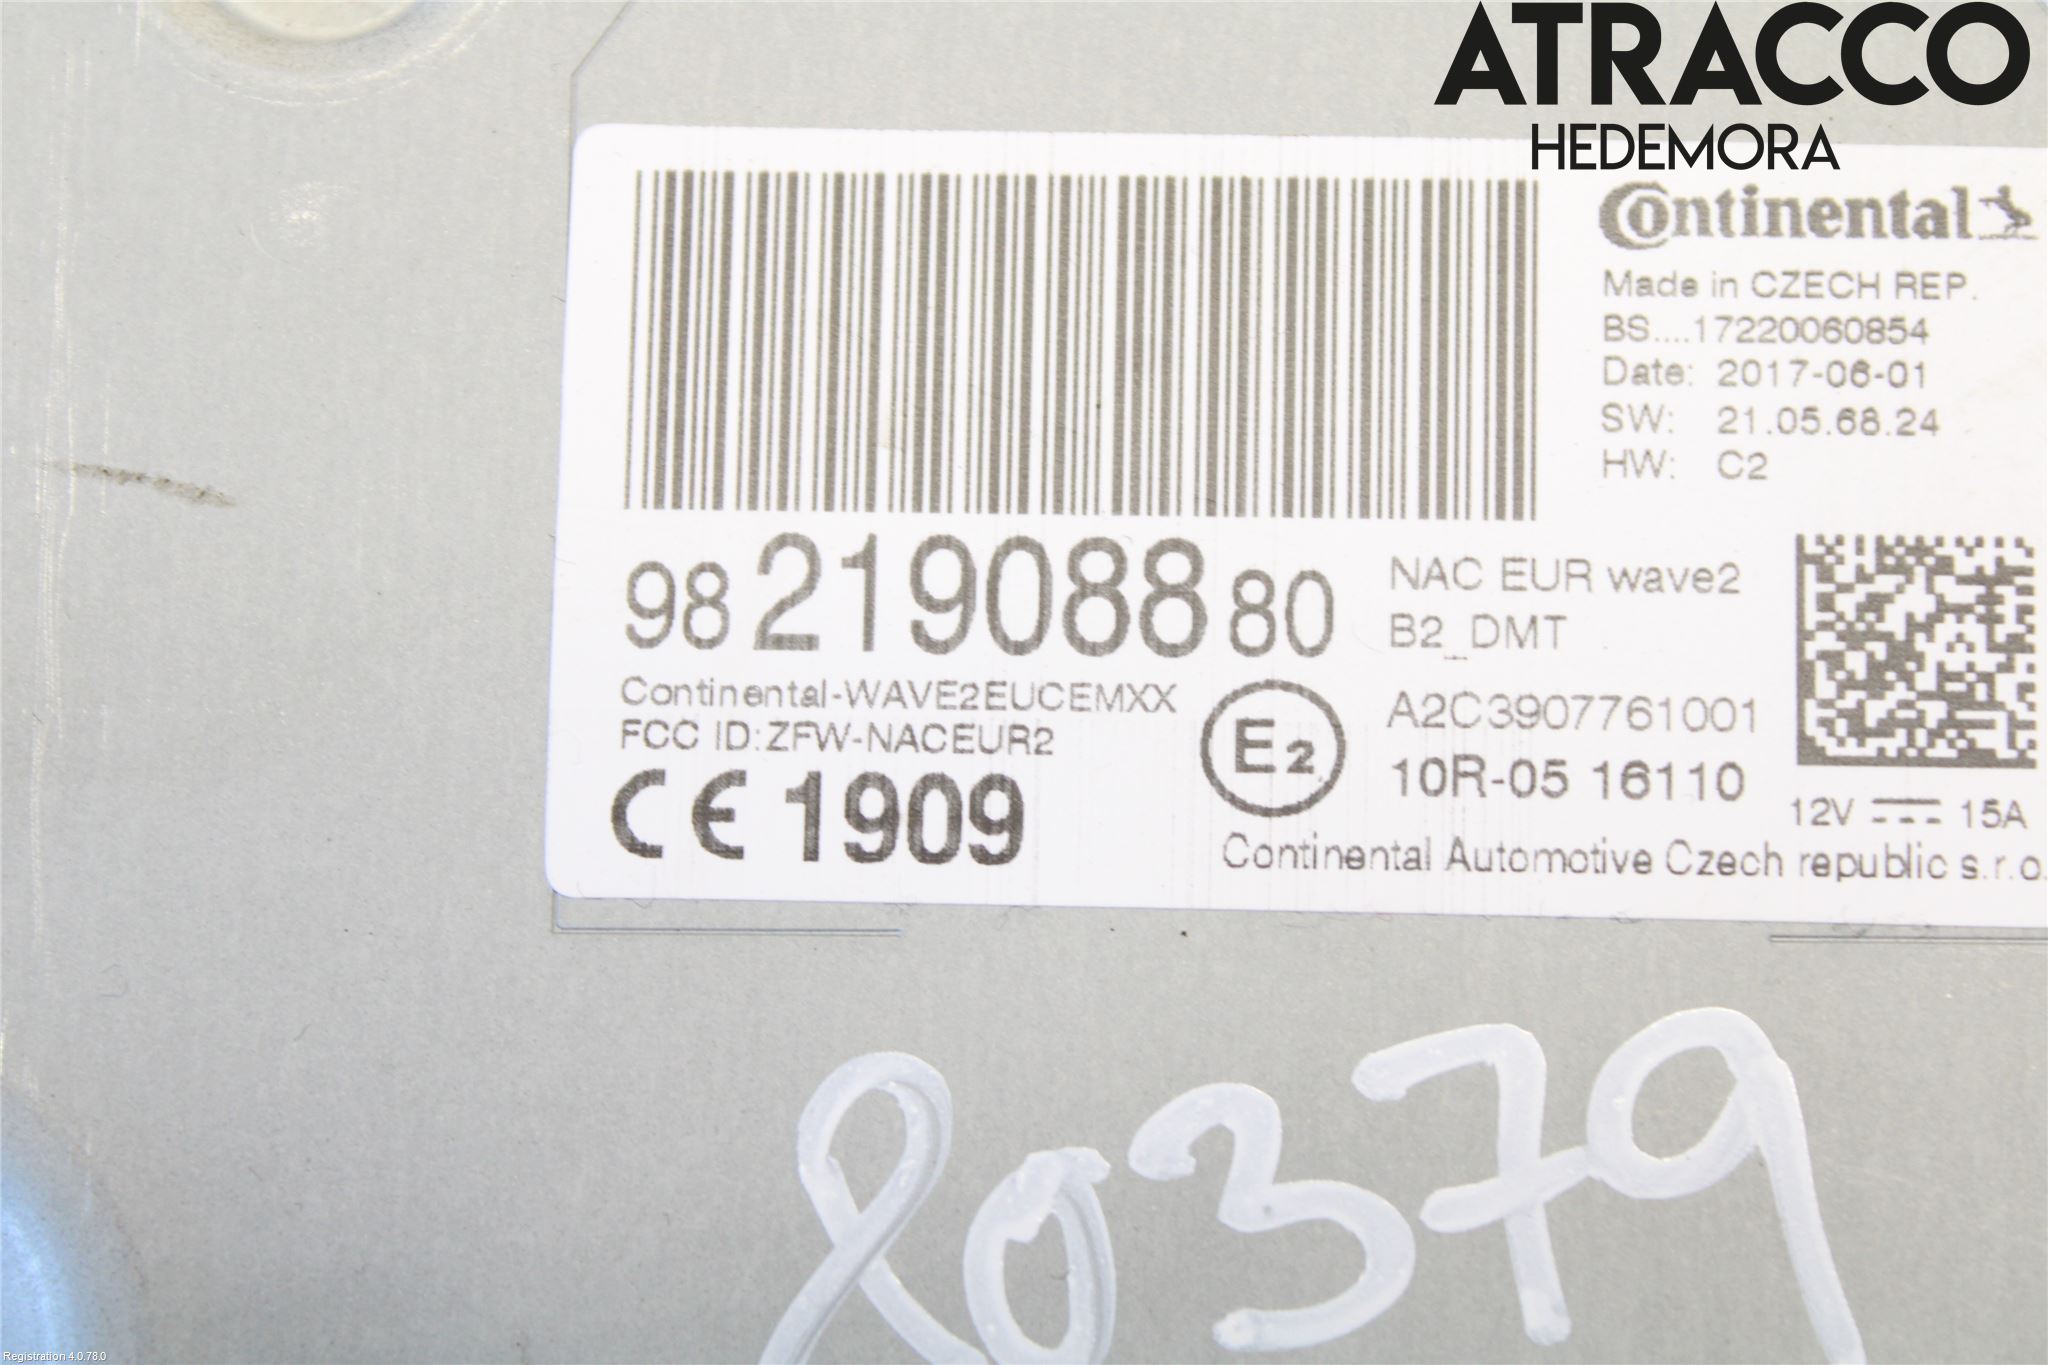 ATRACCO
HEDEMORA
Continental
Made in CZECH REP.
BS....17220060854
Date: 2017-06-01
SW: 21.05.68.24
HW: C2
98 219088 80
NAC EUR wave2
B2_DMT
Continental-WAVE2EUCEMXX
FCC ID:ZFW-NACEUR2
CE 1909
E2
A2C3907761001
10R-05 16110
12V 15A
Continental Automotive Czech republic s.r.o.
80379
Registration 4.0.78.0